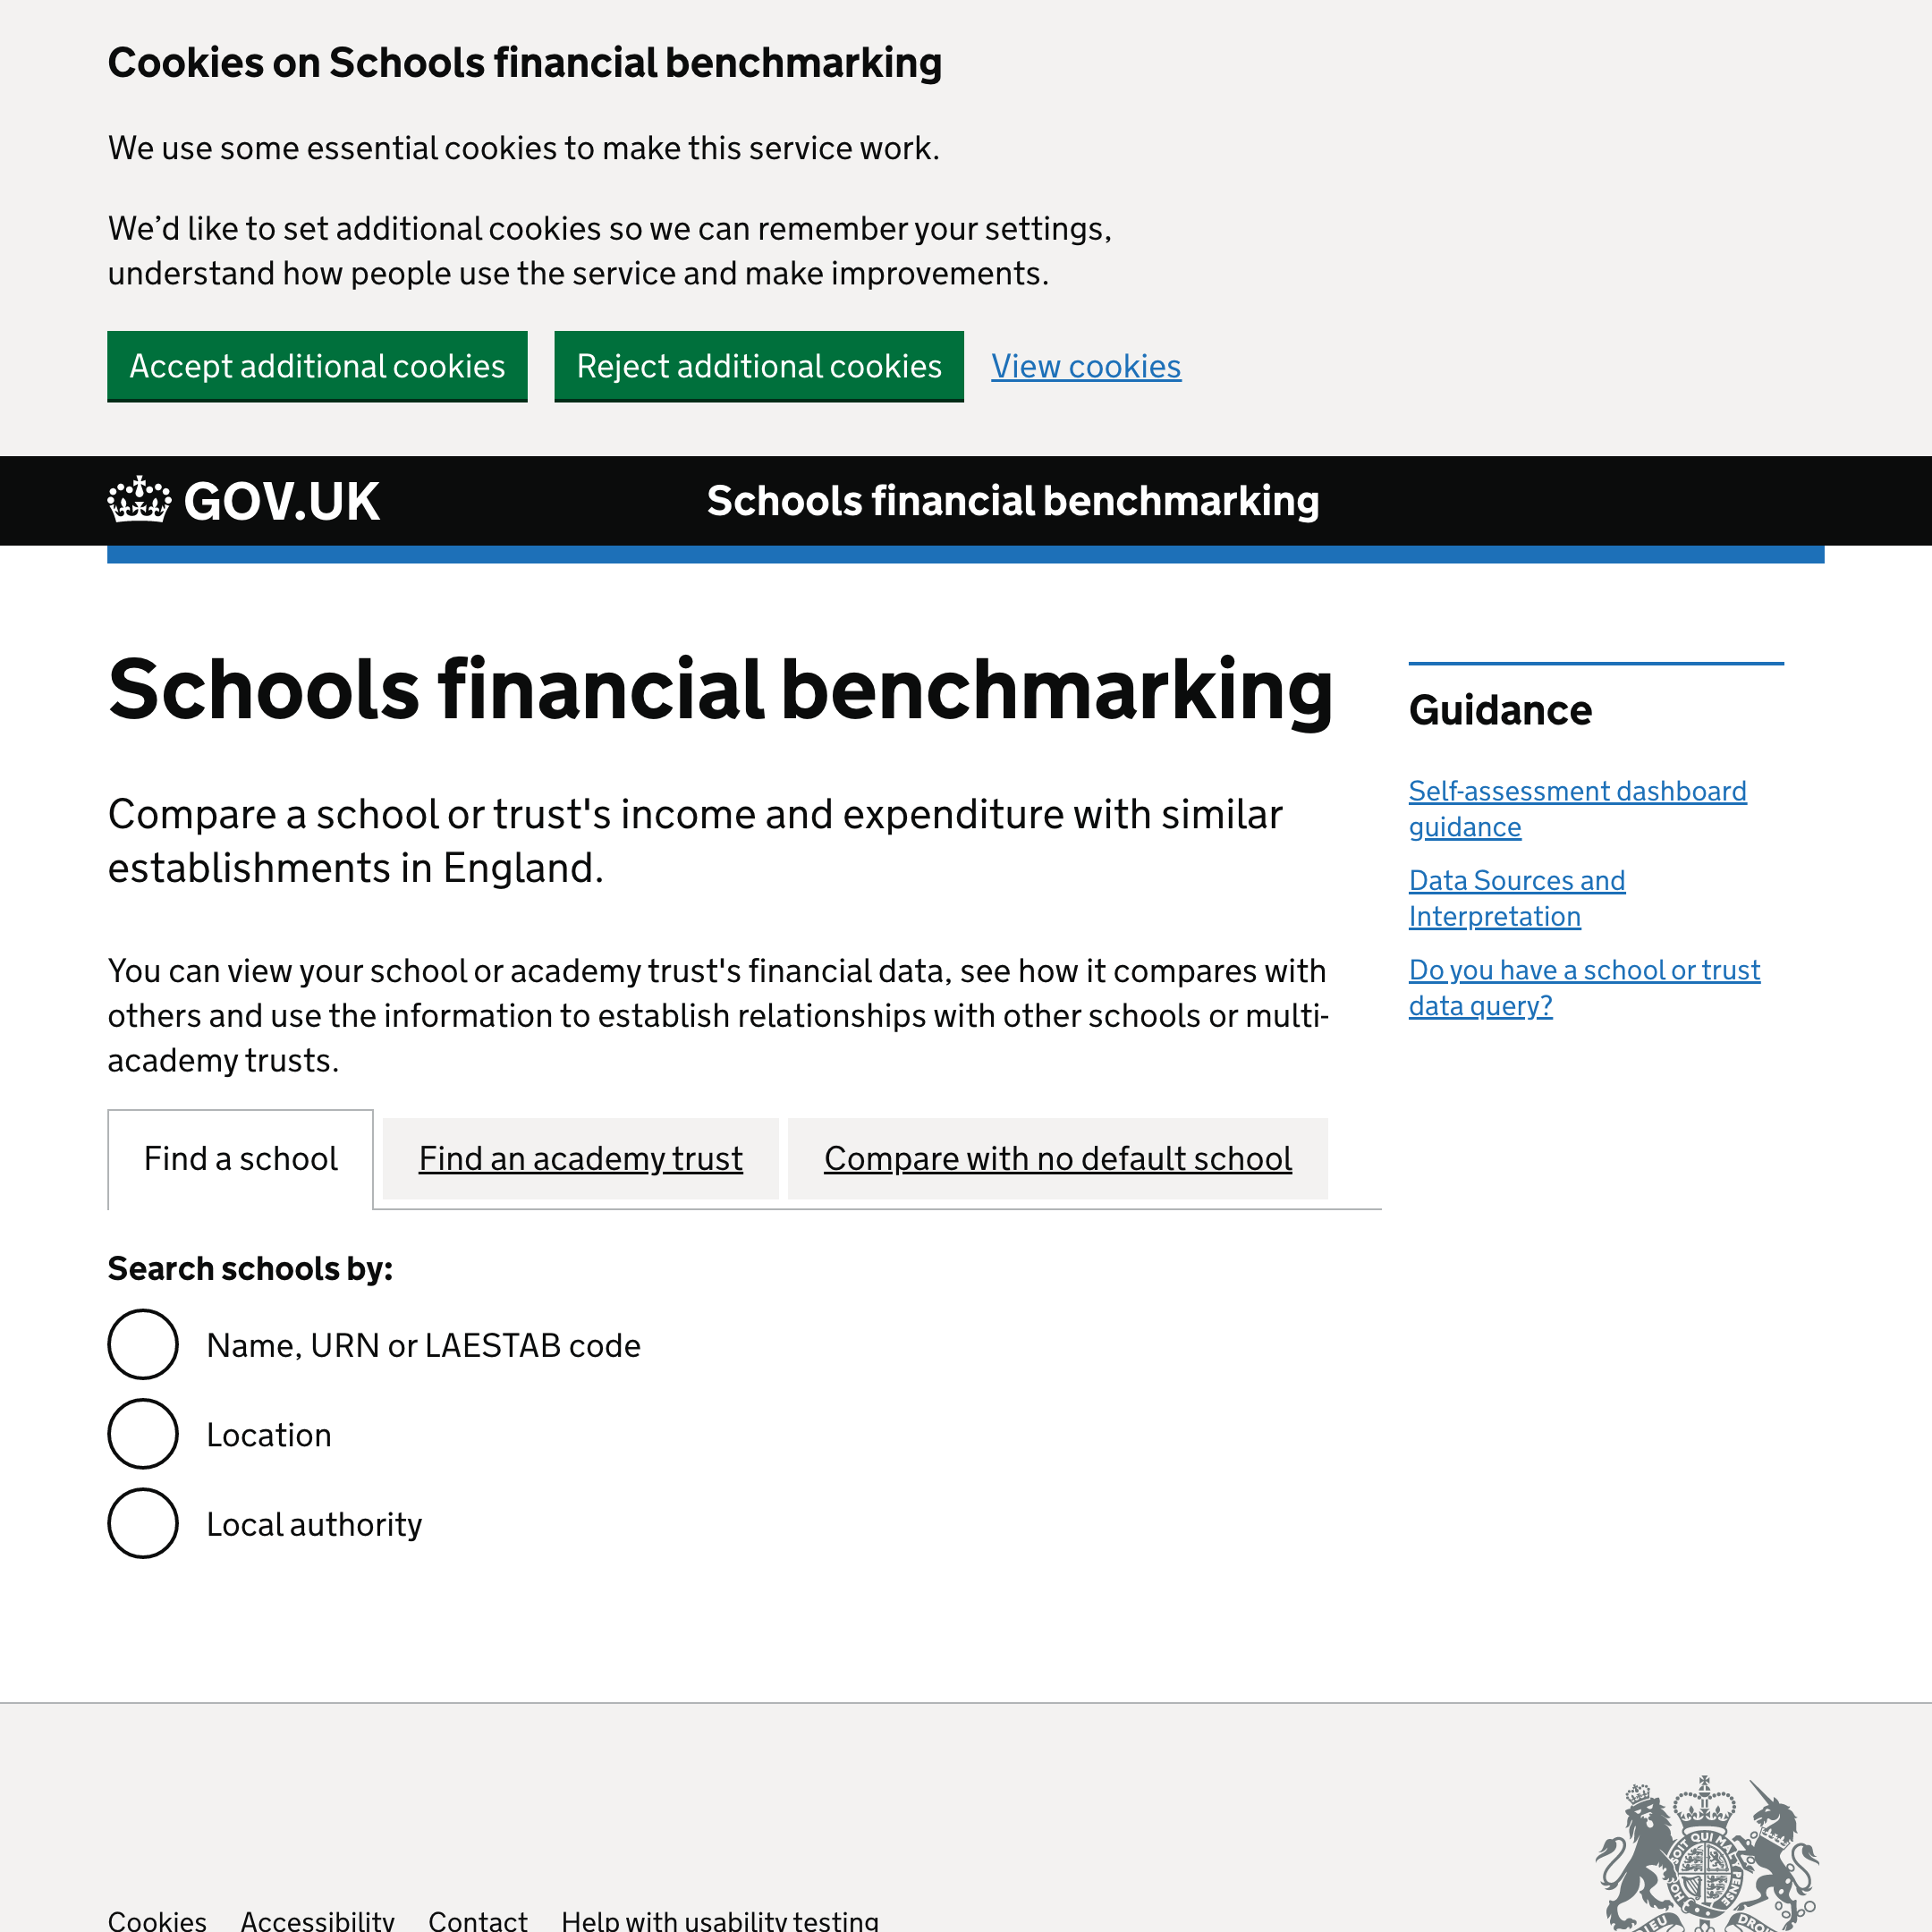 Cookies on Schools financial benchmarking
We use some essential cookies to make this service work.
We’d like to set additional cookies so we can remember your settings,
understand how people use the service and make improvements.
Accept additional cookies
Reject additional cookies
View cookies
GOV.UK
Schools financial benchmarking
Schools financial benchmarking
Compare a school or trust's income and expenditure with similar
establishments in England.
You can view your school or academy trust's financial data, see how it compares with
others and use the information to establish relationships with other schools or multi-
academy trusts.
Guidance
Self-assessment dashboard
guidance
Data Sources and
Interpretation
Do you have a school or trust
data query?
Find a school
Find an academy trust
Compare with no default school
Search schools by:
Name, URN or LAESTAB code
Location
Local authority
Cookies
Accessibility
Contact
Help with usability testing